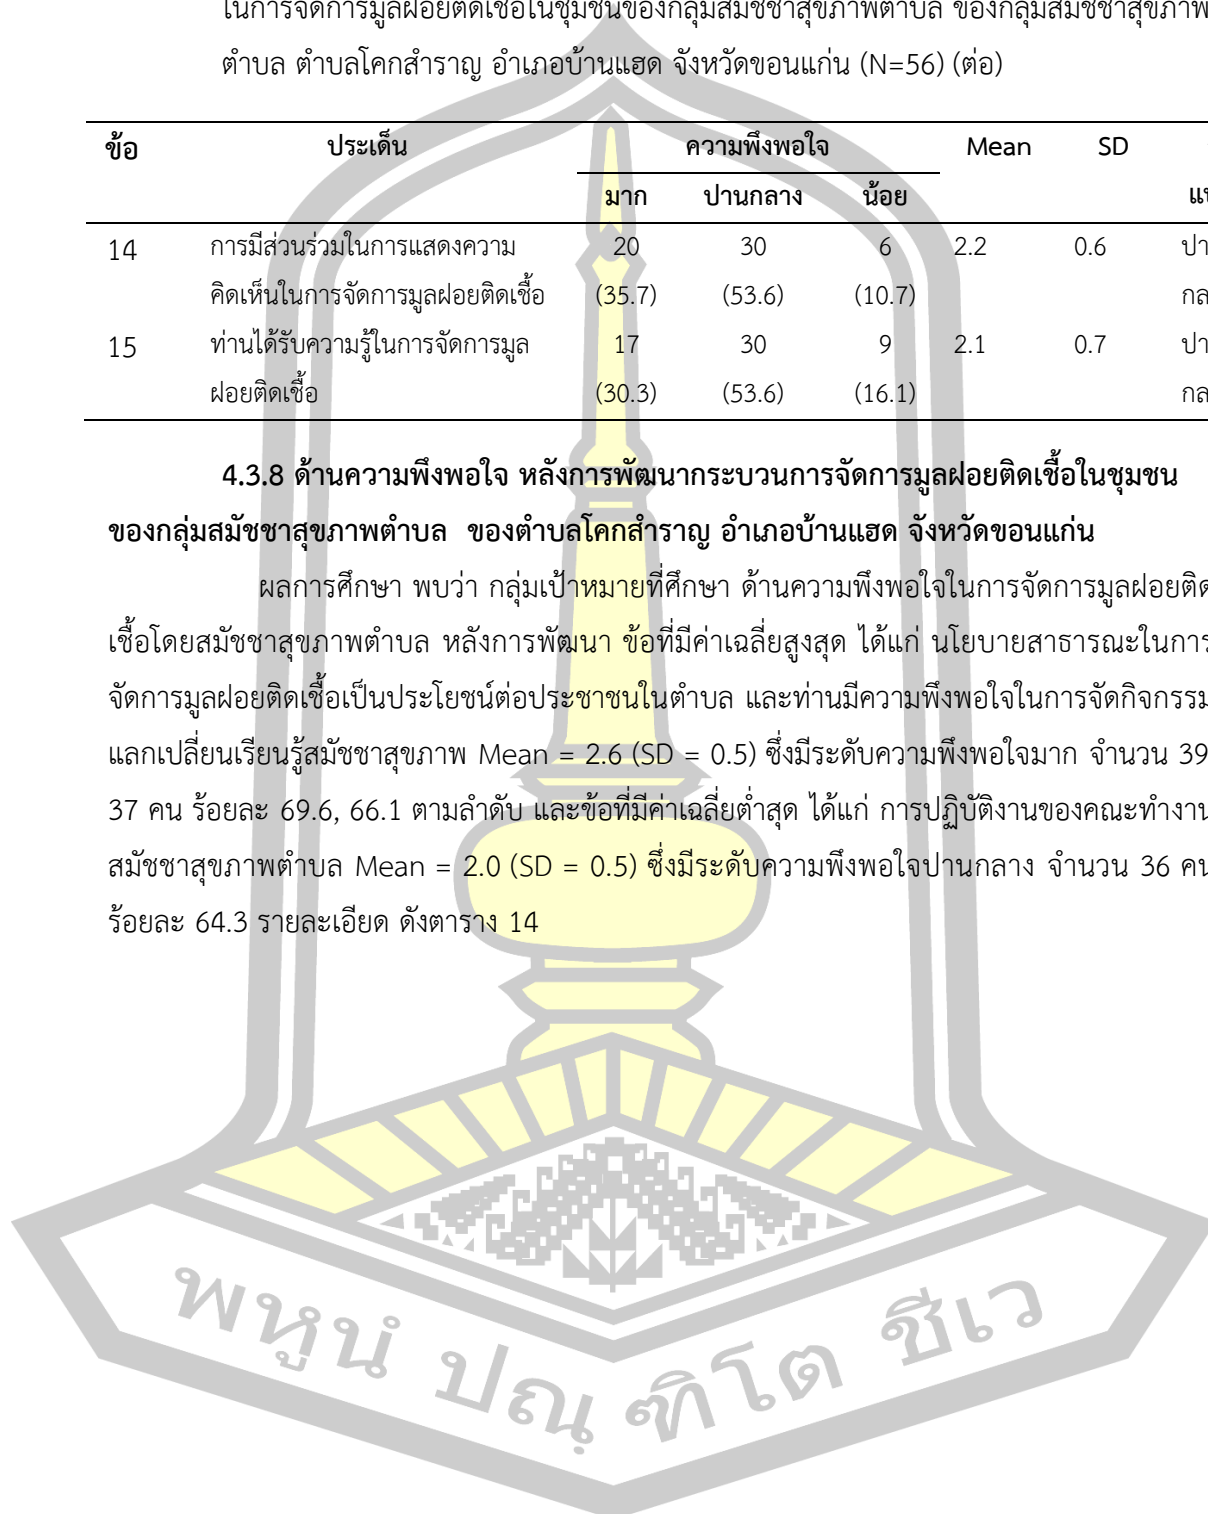 ในการจัดการมูลฝอยติดเชื้อในชุมชนของกลุ่มสมัชชาสุขภาพตำบล ของกลุ่มสมัชชาสุขภาพ
ตำบล ตำบลโคกสำราญ อำเภอบ้านแฮด จังหวัดขอนแก่น (N=56) (ต่อ)
ข้อ ประเด็น ความพึงพอใจ Mean SD
มาก ปานกลาง น้อย
14 การมีส่วนร่วมในการแสดงความ 20 30 6 2.2 0.6 ปา
คิดเห็นในการจัดการมูลฝอยติดเชื้อ (35.7) (53.6) (10.7) กล
15 ท่านได้รับความรู้ในการจัดการมูล 17 30 9 2.1 0.7 ปา
ฝอยติดเชื้อ (30.3) (53.6) (16.1) กล
4.3.8 ด้านความพึงพอใจ หลังการพัฒนากระบวนการจัดการมูลฝอยติดเชื้อในชุมชน
ของกลุ่มสมัชชาสุขภาพตำบล ของตำบลโคกสำราญ อำเภอบ้านแฮด จังหวัดขอนแก่น
ผลการศึกษา พบว่า กลุ่มเป้าหมายที่ศึกษา ด้านความพึงพอใจในการจัดการมูลฝอยติด
เชื้อโดยสมัชชาสุขภาพตำบล หลังการพัฒนา ข้อที่มีค่าเฉลี่ยสูงสุด ได้แก่ นโยบายสาธารณะในการ
จัดการมูลฝอยติดเชื้อเป็นประโยชน์ต่อประชาชนในตำบล และท่านมีความพึงพอใจในการจัดกิจกรรม
แลกเปลี่ยนเรียนรู้สมัชชาสุขภาพ Mean = 2.6 (SD = 0.5) ซึ่งมีระดับความพึงพอใจมาก จำนวน 39
37 คน ร้อยละ 69.6, 66.1 ตามลำดับ และข้อที่มีค่าเฉลี่ยต่ำสุด ได้แก่ การปฏิบัติงานของคณะทำงาน
สมัชชาสุขภาพตำบล Mean = 2.0 (SD = 0.5) ซึ่งมีระดับความพึงพอใจปานกลาง จำนวน 36 คน
ร้อยละ 64.3 รายละเอียด ดังตาราง 14
พหูนํ ปณฺฑิโต ชีเว